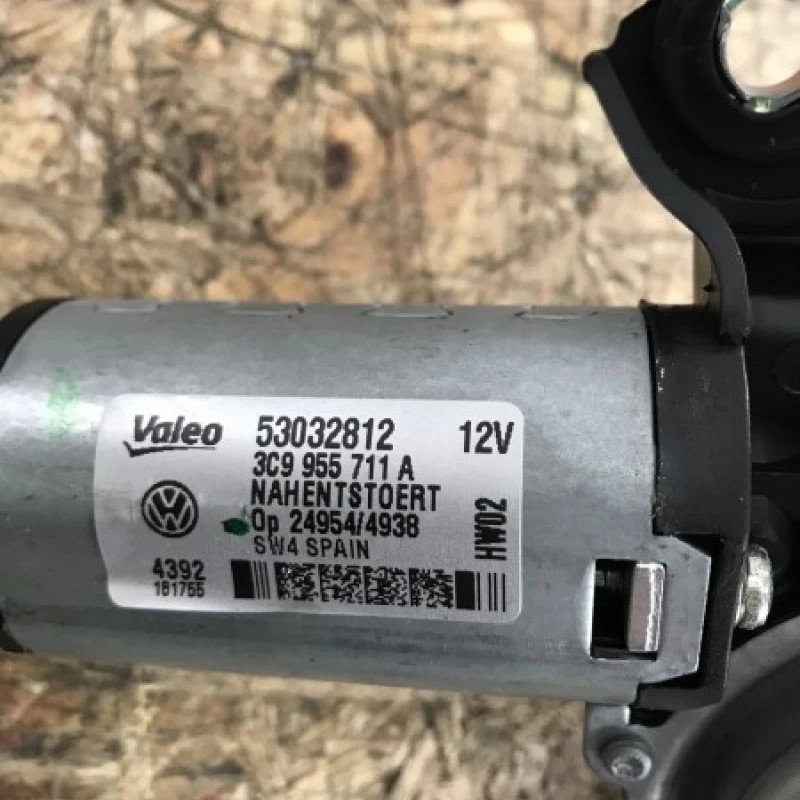 Valeo 53032812 12V
3C9 955 711 A
NAHENTSTOERT
Op 24954/4938
SW4 SPAIN
HW02
4392
181755